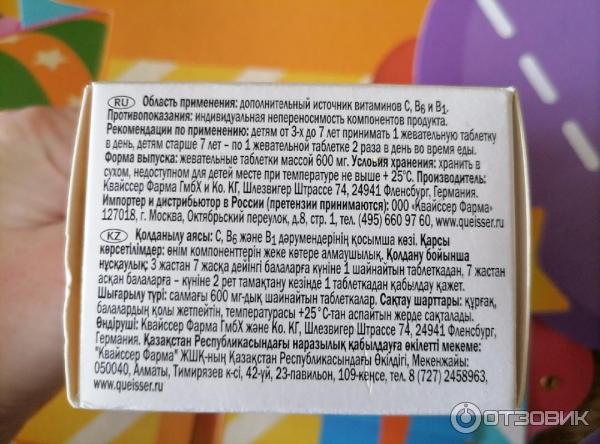 RU Область применения: дополнительный источник витаминов С, В6 и В1.
Противопоказания: индивидуальная непереносимость компонентов продукта.
Рекомендации по применению: детям от 3-х до 7 лет принимать 1 жевательную таблетку
в день, детям старше 7 лет – по 1 жевательной таблетке 2 раза в день во время еды.
Форма выпуска: жевательные таблетки массой 600 мг. Условия хранения: хранить в
сухом, недоступном для детей месте при температуре не выше + 25°С. Производитель:
Квайссер Фарма ГмбХ и Ко. КГ, Шлезвигер Штрассе 74, 24941 Фленсбург, Германия.
Импортер и дистрибьютор в России (претензии принимаются): ООО «Квайссер Фарма»
127018, г. Москва, Октябрьский переулок, д.8, стр. 1, тел. (495) 660 97 60, www.queisser.ru
KZ Қолданылу аясы: С, В6 және В1 дәрумендерінің қосымша көзі. Қарсы
көрсетілімдер: өнім компоненттерін жеке көтере алмаушылық. Қолдану бойынша
нұсқаулық: 3 жастан 7 жасқа дейінгі балаларға күніне 1 шайнайтын таблеткадан, 7 жастан
асқан балаларға – күніне 2 рет тамақтану кезінде 1 таблеткадан қабылдау қажет.
Шығарылу түрі: салмағы 600 мг-дық шайнайтын таблеткалар. Сақтау шарттары: құрғақ,
балалардың қолы жетпейтін, температурасы +25°С-тан аспайтын жерде сақталады.
Өндіруші: Квайссер Фарма ГмбХ және Ко. КГ, Шлезвигер Штрассе 74, 24941 Фленсбург,
Германия. Қазақстан Республикасындағы наразылық қабылдауға өкілетті мекеме:
"Квайссер Фарма" ЖШҚ-ның Қазақстан Республикасындағы Өкілдігі, Мекенжайы:
050040, Алматы, Тимирязев к-сі, 42-үй, 23-павильон, 109-кеңсе, тел. 8 (727) 2458963,
www.queisser.ru
ОТЗОВИК